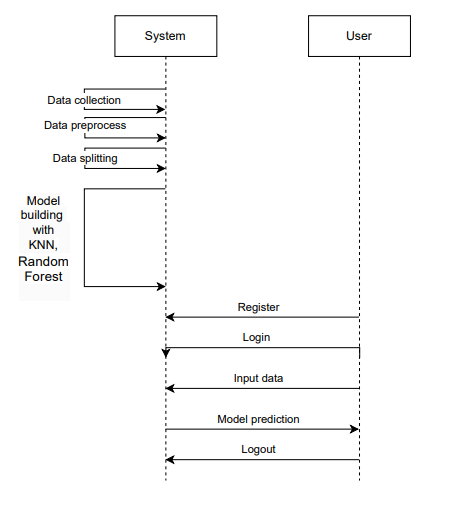 System
User
Data collection
Data preprocess
Data splitting
Model
building
with
KNN,
Random
Forest
Register
Login
Input data
Model prediction
Logout